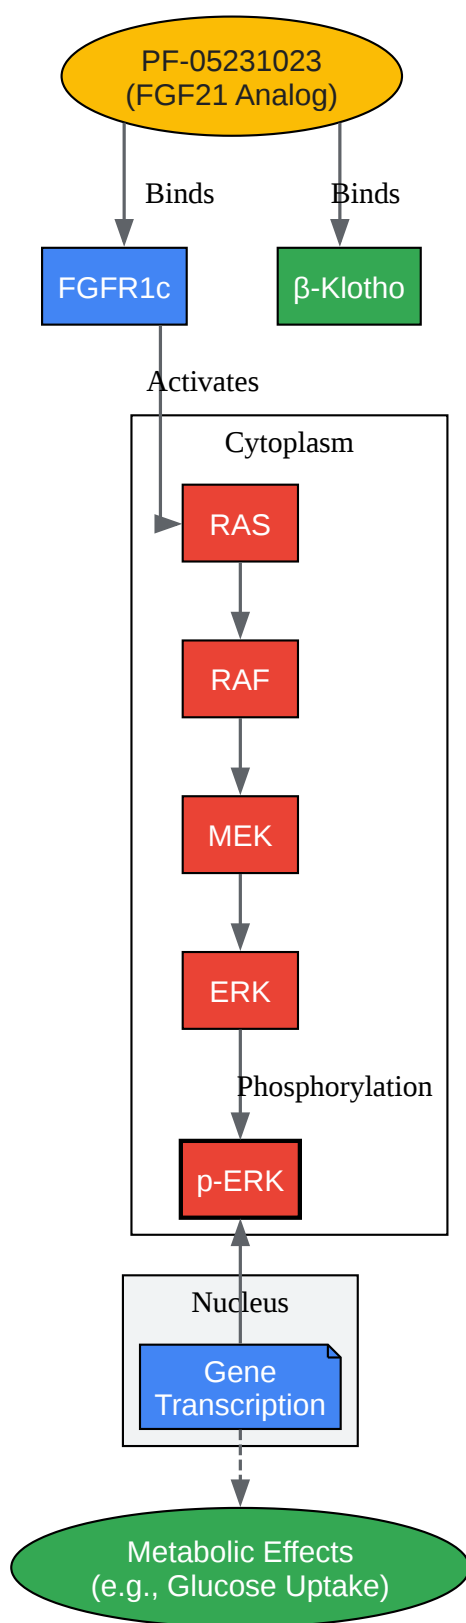 PF-05231023
(FGF21 Analog)
Binds
Binds
FGFR1c
β-Klotho
Activates
Cytoplasm
RAS
RAF
MEK
ERK
Phosphorylation
p-ERK
Nucleus
Gene
Transcription
Metabolic Effects
(e.g., Glucose Uptake)